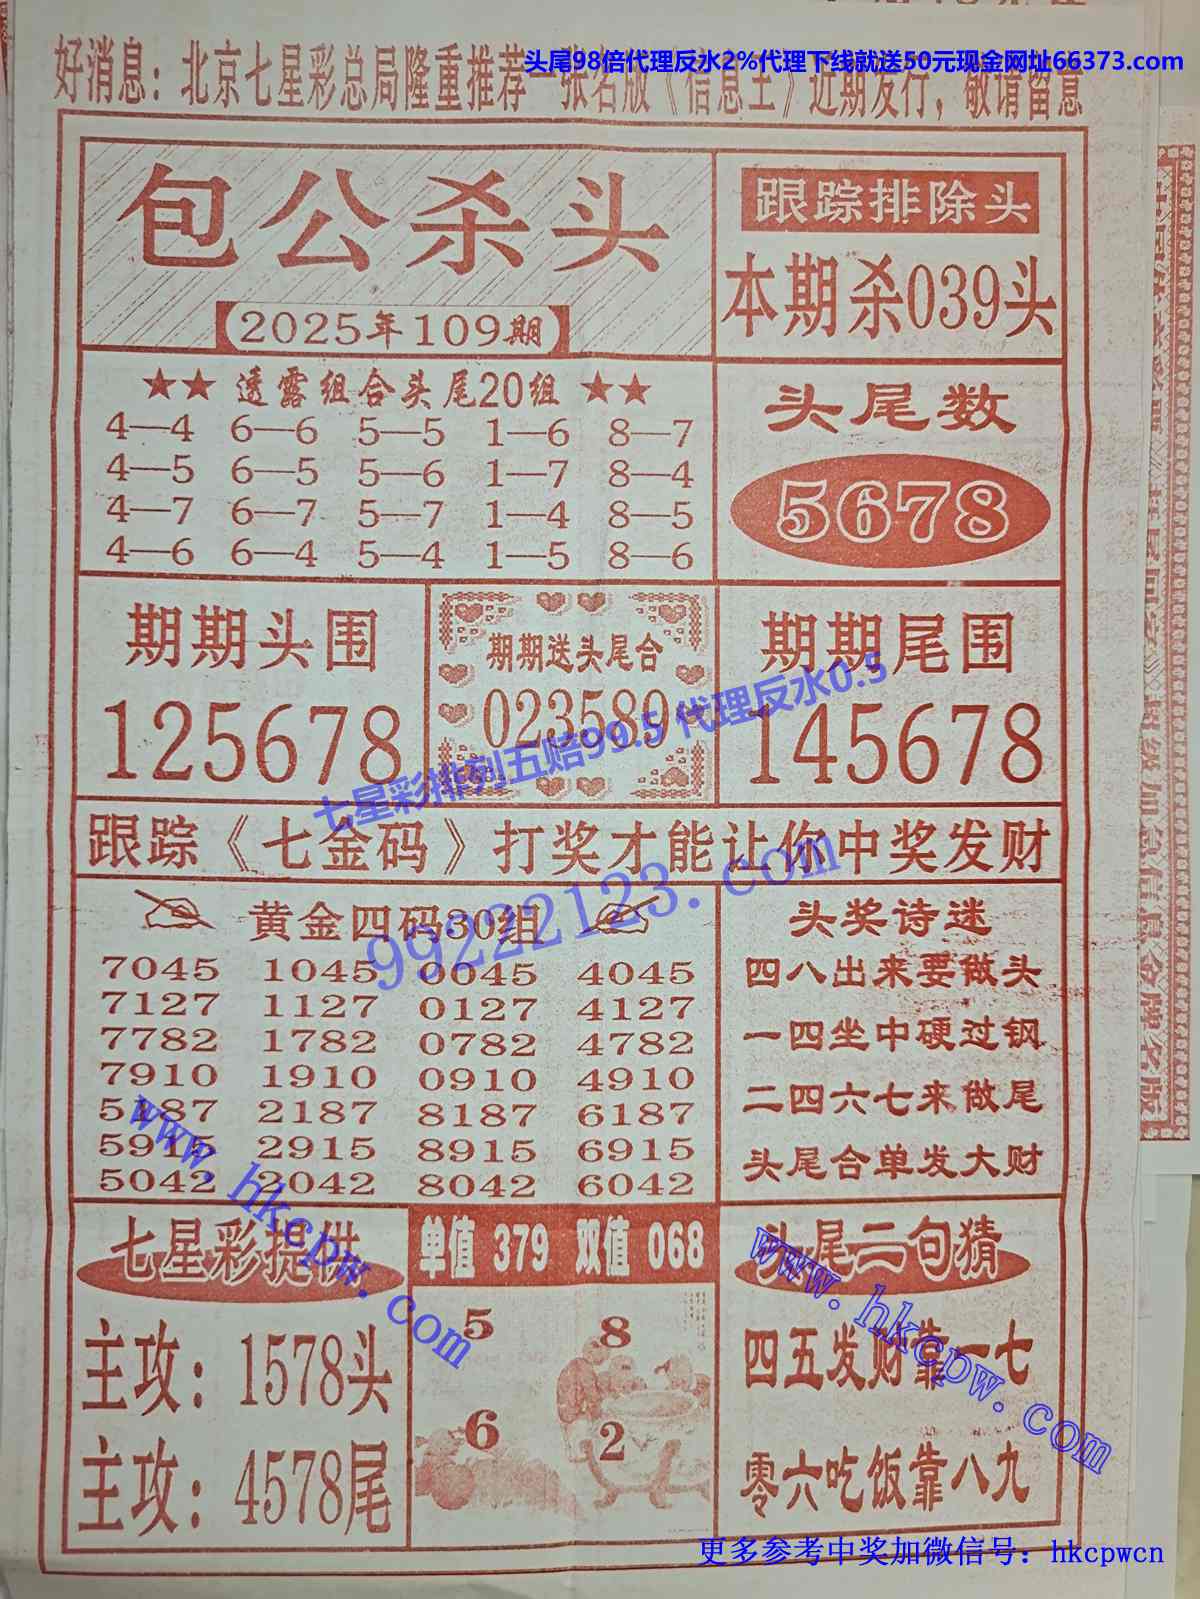 头尾98倍代理反水2%代理下线就送50元现金网址66373.com
好消息：北京七星彩总局隆重推荐一张名版《信息王》近期发行，敬请留意
包公杀头
2025年109期
跟踪排除头
本期杀039头
★★ 透露组合头尾20组 ★★
4—4 6—6 5—5 1—6 8—7
4—5 6—5 5—6 1—7 8—4
4—7 6—7 5—7 1—4 8—5
4—6 6—4 5—4 1—5 8—6
头尾数
5678
期期头围
125678
期期送头尾合
023589
期期尾围
145678
七星彩排列五赔99.5 代理反水0.5
跟踪《七金码》打奖才能让你中奖发财
99222123.com
黄金四码30组
7045 1045 0045 4045
7127 1127 0127 4127
7782 1782 0782 4782
7910 1910 0910 4910
5187 2187 8187 6187
5915 2915 8915 6915
5042 2042 8042 6042
头奖诗迷
四八出来要做头
一四坐中硬过钢
二四六七来做尾
头尾合单发大财
www.hkcpw.com
七星彩提供
主攻：1578头
主攻：4578尾
单值 379 双值 068
5 8
6 2
头尾二句猜
四五发财靠一七
零六吃饭靠八九
www.hkcpw.com
更多参考中奖加微信号：hkcpwcn